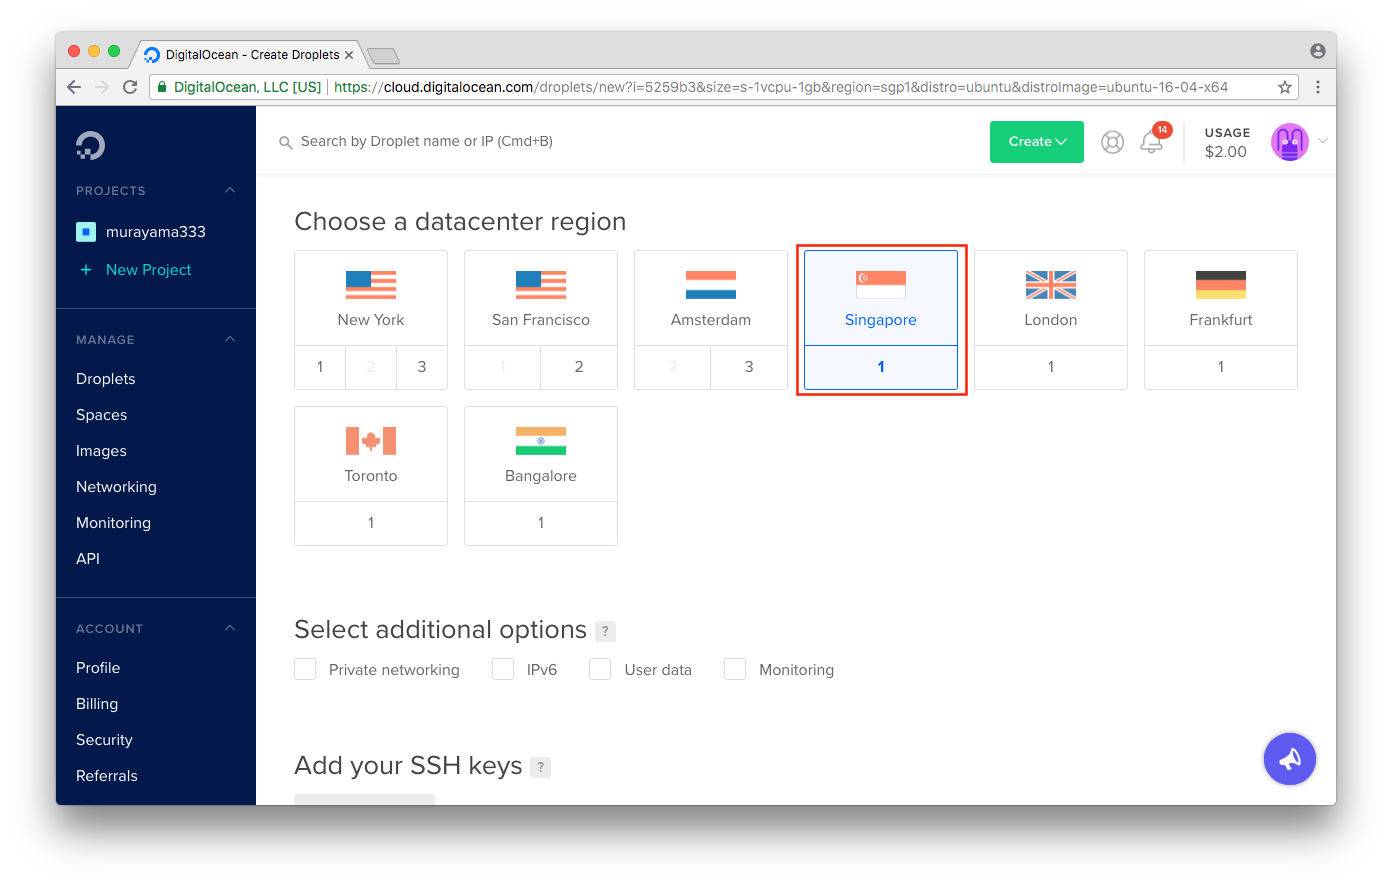 DigitalOcean - Create Droplets
DigitalOcean, LLC [US] https://cloud.digitalocean.com/droplets/new?i=5259b3&size=s-1vcpu-1gb&region=sgp1&distro=ubuntu&distroImage=ubuntu-16-04-x64
Search by Droplet name or IP (Cmd+B)
Create
14
USAGE
$2.00
PROJECTS
murayama333
+ New Project
MANAGE
Droplets
Spaces
Images
Networking
Monitoring
API
ACCOUNT
Profile
Billing
Security
Referrals
Choose a datacenter region
New York San Francisco Amsterdam Singapore London Frankfurt
1 2 3 1 2 2 3 1 1 1
Toronto Bangalore
1 1
Select additional options ?
Private networking IPv6 User data Monitoring
Add your SSH keys ?